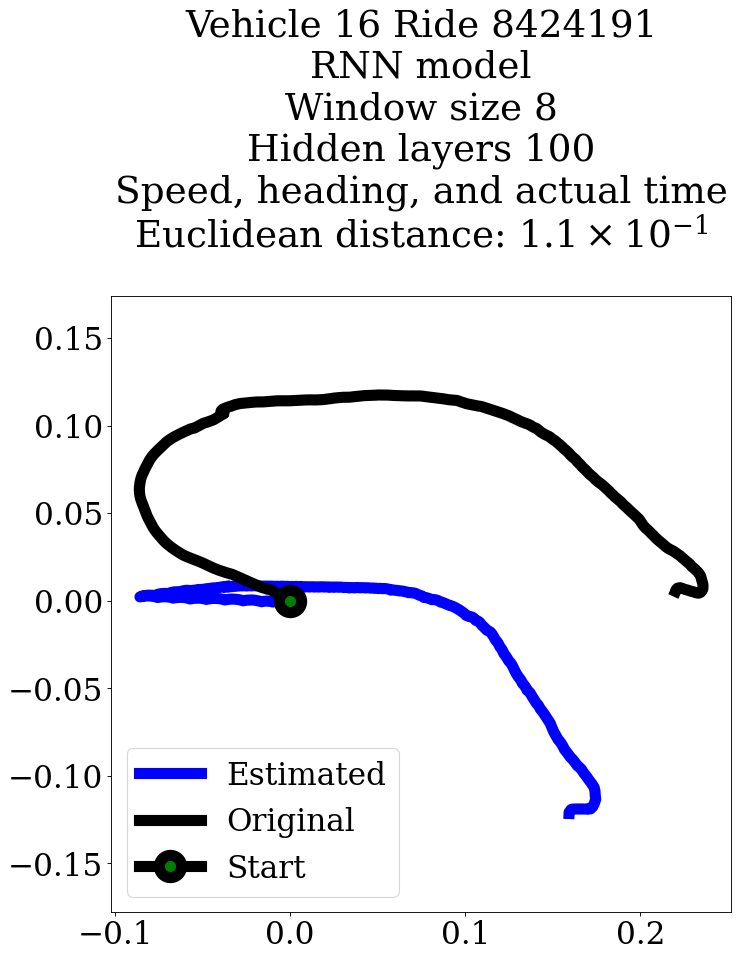 Vehicle 16 Ride 8424191
RNN model
Window size 8
Hidden layers 100
Speed, heading, and actual time
Euclidean distance: 1.1 × 10⁻¹
0.15
0.10
0.05
0.00
−0.05
−0.10
−0.15
Estimated
Original
Start
−0.1
0.0
0.1
0.2